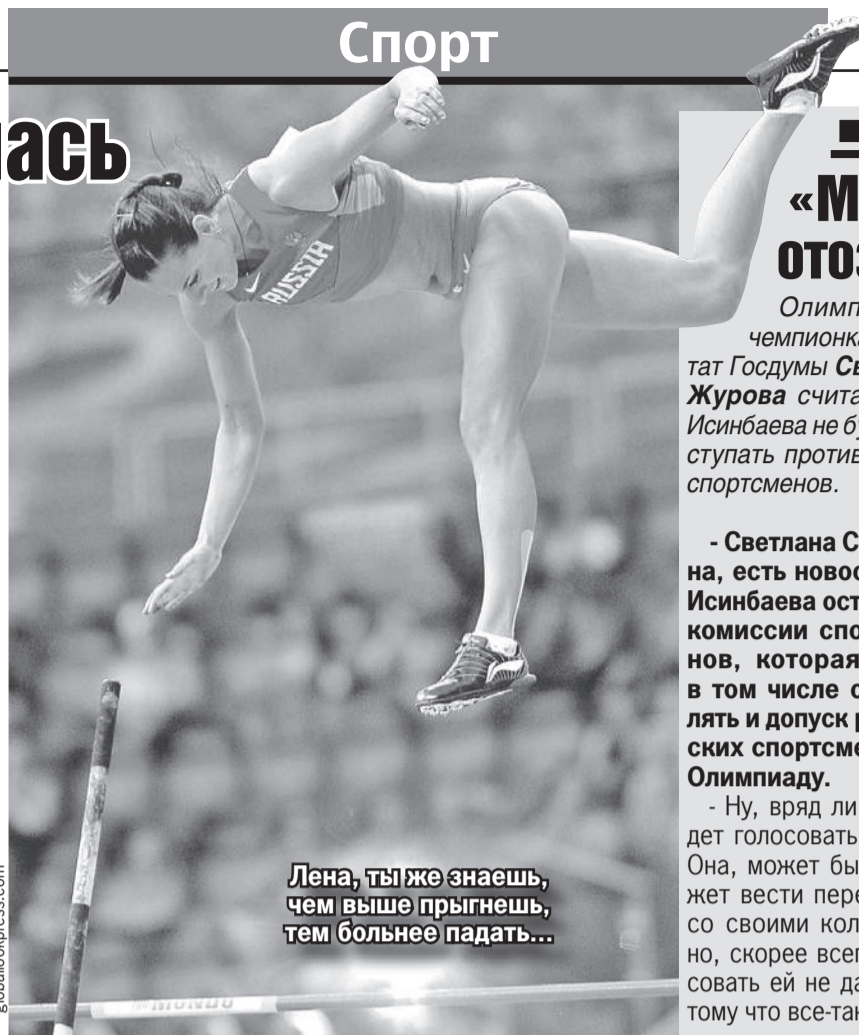 Спорт
лась
«М
отоз
Олимп
чемпионка
тат Госдумы Св
Журова счита
Исинбаева не бу
ступать против
спортсменов.
- Светлана С
на, есть новос
Исинбаева ост
комиссии спо
нов, которая
в том числе о
лять и допуск р
ских спортсме
Олимпиаду.
- Ну, вряд ли
дет голосовать
Она, может бы
жет вести пере
со своими кол
но, скорее всег
совать ей не да
тому что все-так
RUSSIA
Лена, ты же знаешь,
чем выше прыгнешь,
тем больнее падать...
globallookpress.com
MONDO